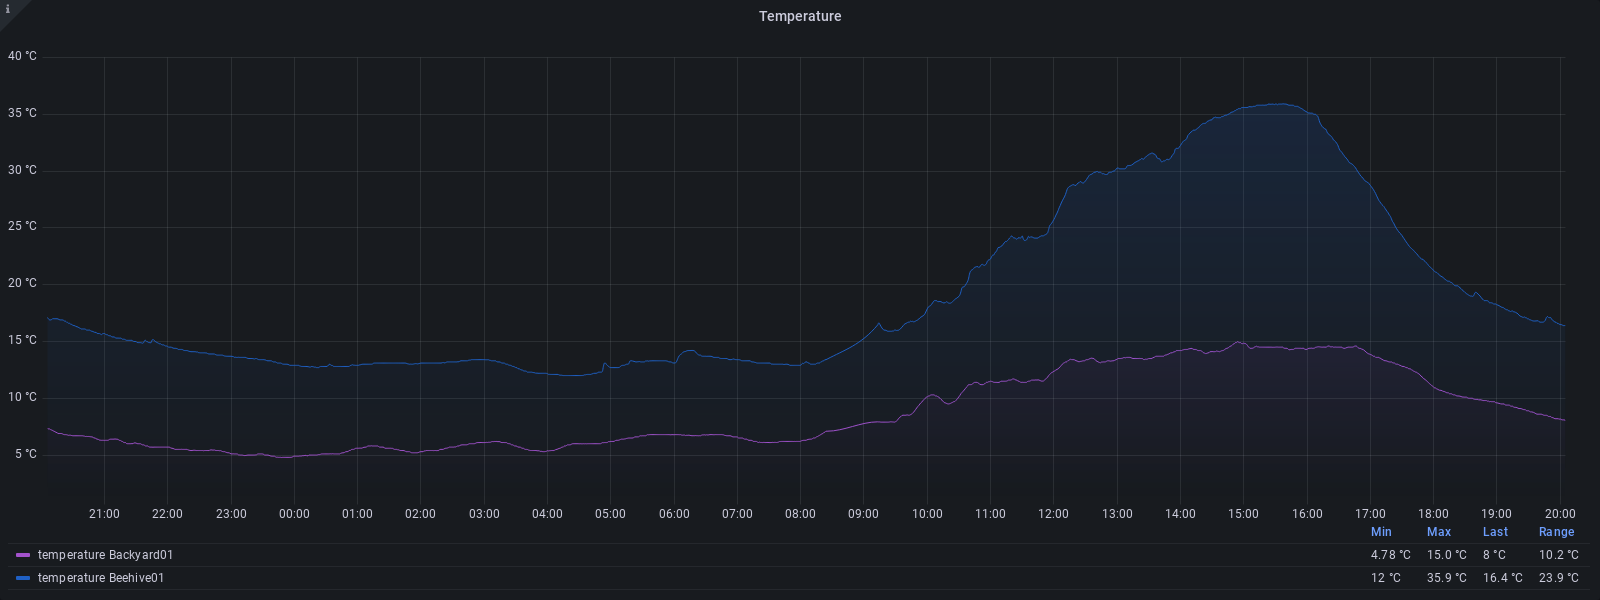 i
Temperature
40 °C
35 °C
30 °C
25 °C
20 °C
15 °C
10 °C
5 °C
21:00 22:00 23:00 00:00 01:00 02:00 03:00 04:00 05:00 06:00 07:00 08:00 09:00 10:00 11:00 12:00 13:00 14:00 15:00 16:00 17:00 18:00 19:00 20:00
Min Max Last Range
temperature Backyard01 4.78 °C 15.0 °C 8 °C 10.2 °C
temperature Beehive01 12 °C 35.9 °C 16.4 °C 23.9 °C